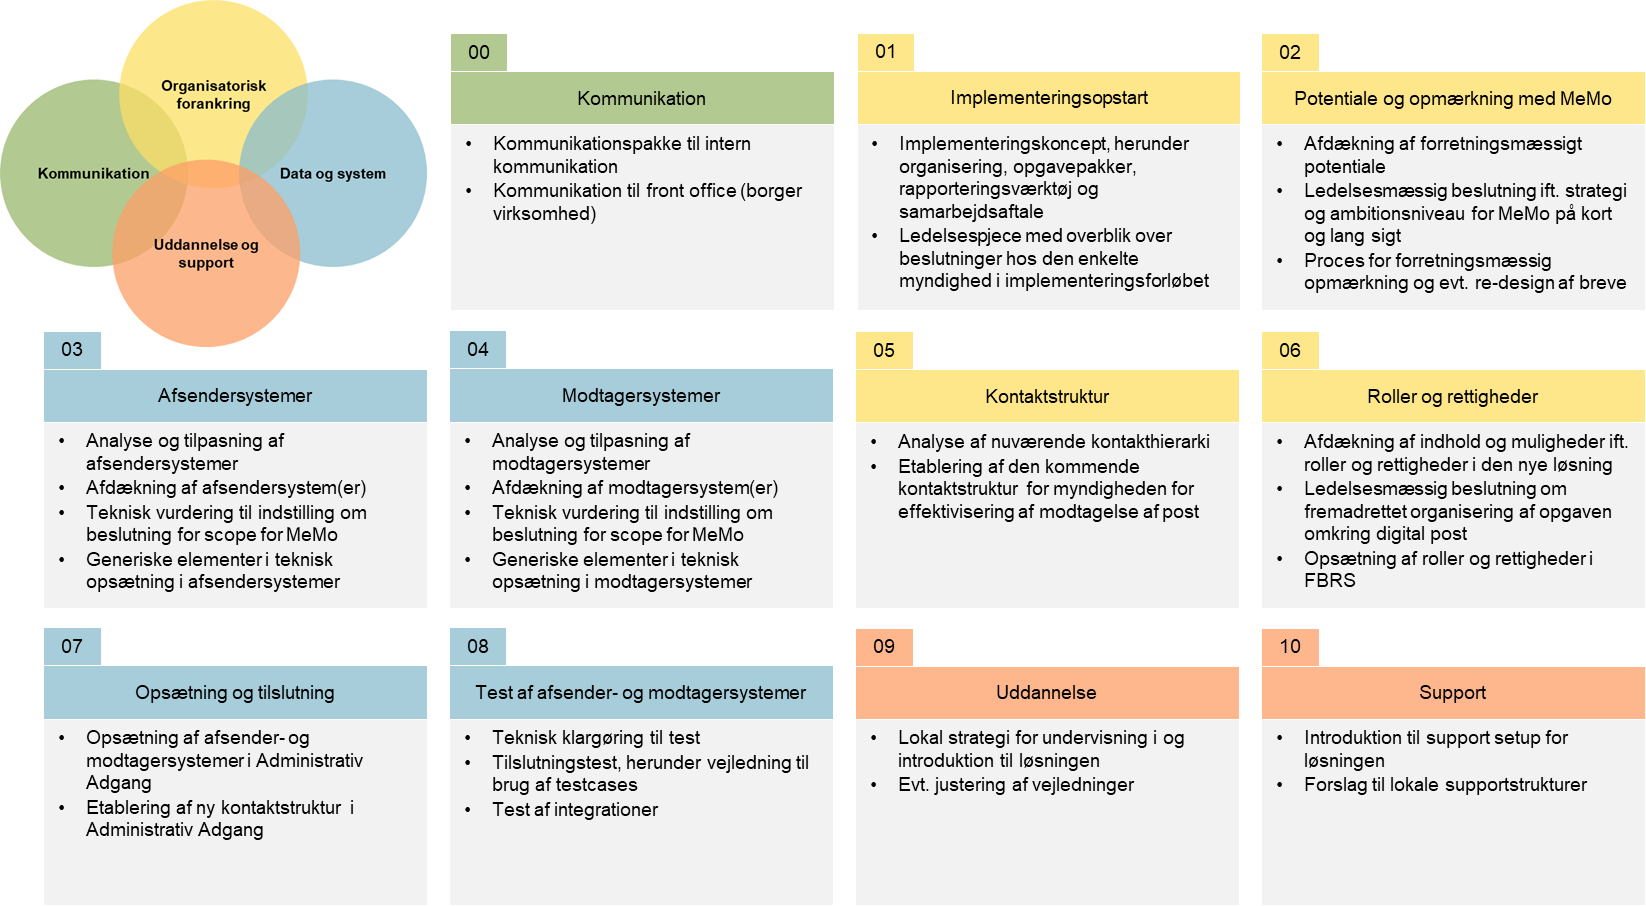 Organisatorisk
forankring
Kommunikation
Data og system
Uddannelse og
support
00
Kommunikation
• Kommunikationspakke til intern
kommunikation
• Kommunikation til front office (borger
virksomhed)
01
Implementeringsopstart
• Implementeringskoncept, herunder
organisering, opgavepakker,
rapporteringsværktøj og
samarbejdsaftale
• Ledelsespjece med overblik over
beslutninger hos den enkelte
myndighed i implementeringsforløbet
02
Potentiale og opmærkning med MeMo
• Afdækning af forretningsmæssigt
potentiale
• Ledelsesmæssig beslutning ift. strategi
og ambitionsniveau for MeMo på kort
og lang sigt
• Proces for forretningsmæssig
opmærkning og evt. re-design af breve
03
Afsendersystemer
• Analyse og tilpasning af
afsendersystemer
• Afdækning af afsendersystem(er)
• Teknisk vurdering til indstilling om
beslutning for scope for MeMo
• Generiske elementer i teknisk
opsætning i afsendersystemer
04
Modtagersystemer
• Analyse og tilpasning af
modtagersystemer
• Afdækning af modtagersystem(er)
• Teknisk vurdering til indstilling om
beslutning for scope for MeMo
• Generiske elementer i teknisk
opsætning i modtagersystemer
05
Kontaktstruktur
• Analyse af nuværende kontakthierarki
• Etablering af den kommende
kontaktstruktur for myndigheden for
effektivisering af modtagelse af post
06
Roller og rettigheder
• Afdækning af indhold og muligheder ift.
roller og rettigheder i den nye løsning
• Ledelsesmæssig beslutning om
fremadrettet organisering af opgaven
omkring digital post
• Opsætning af roller og rettigheder i
FBRS
07
Opsætning og tilslutning
• Opsætning af afsender- og
modtagersystemer i Administrativ
Adgang
• Etablering af ny kontaktstruktur i
Administrativ Adgang
08
Test af afsender- og modtagersystemer
• Teknisk klargøring til test
• Tilslutningstest, herunder vejledning til
brug af testcases
• Test af integrationer
09
Uddannelse
• Lokal strategi for undervisning i og
introduktion til løsningen
• Evt. justering af vejledninger
10
Support
• Introduktion til support setup for
løsningen
• Forslag til lokale supportstrukturer